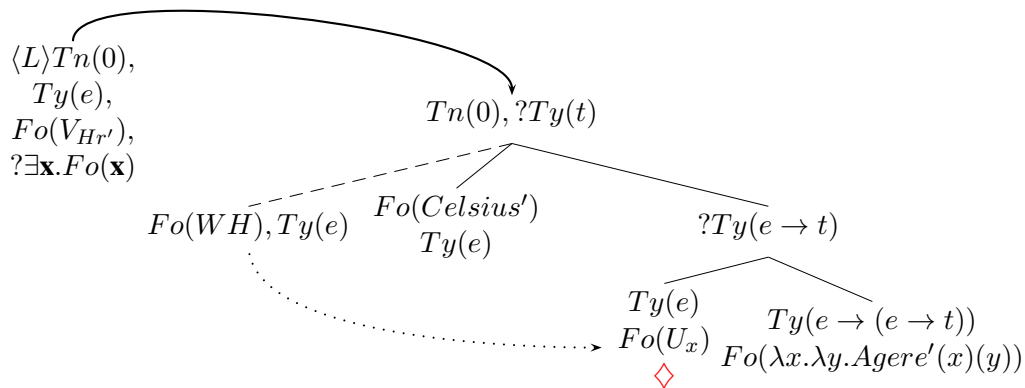 ⟨L⟩Tn(0),
Ty(e),
Fo(V_{Hr′}),
?∃x.Fo(x)
Tn(0), ?Ty(t)
Fo(WH), Ty(e)
Fo(Celsius′)
Ty(e)
?Ty(e → t)
Ty(e)
Fo(U_x)
♢
Ty(e → (e → t))
Fo(λx.λy.Agere′(x)(y))